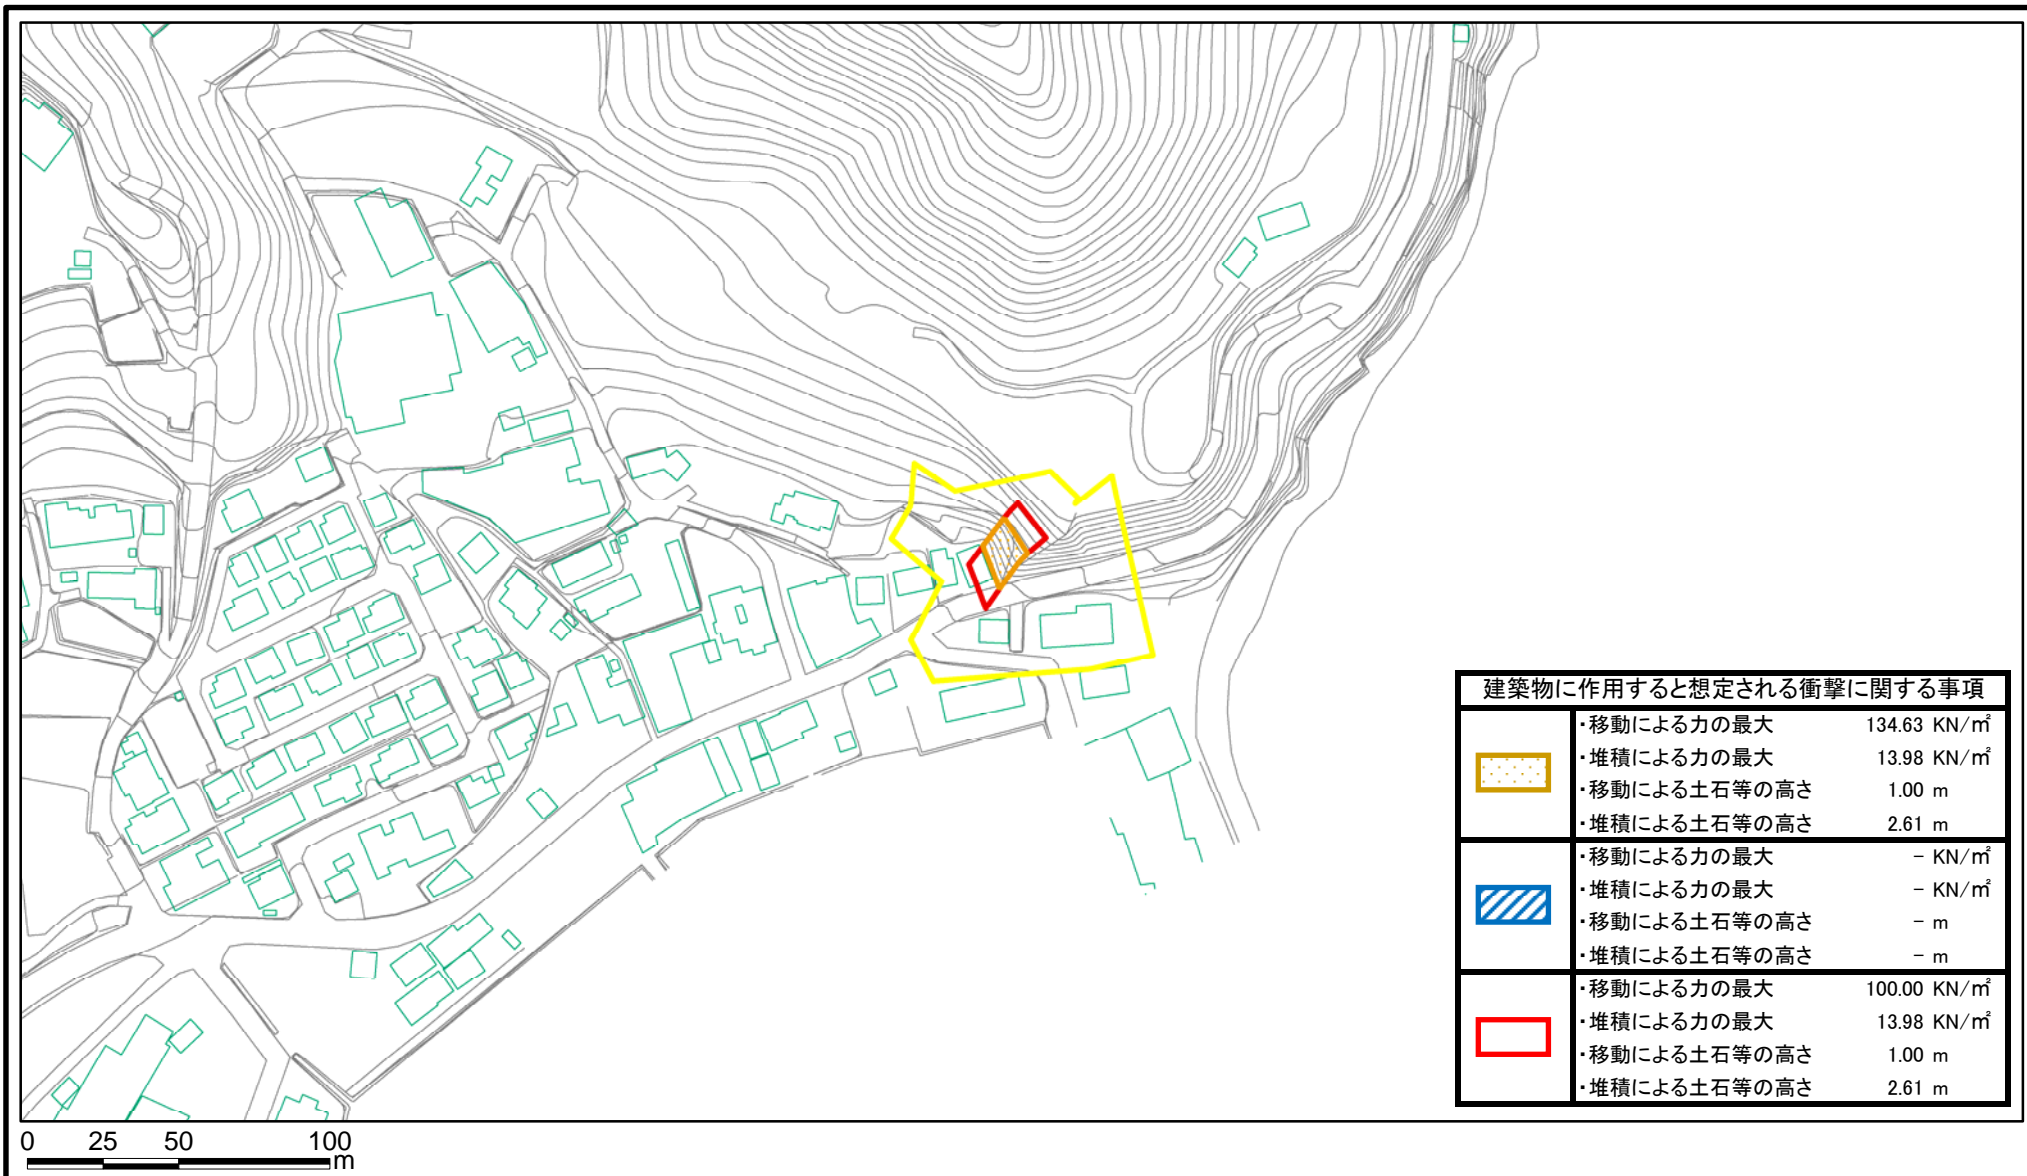 建築物に作用すると想定される衝撃に関する事項
・移動による力の最大 134.63 KN/㎡
・堆積による力の最大 13.98 KN/㎡
・移動による土石等の高さ 1.00 m
・堆積による土石等の高さ 2.61 m
・移動による力の最大 － KN/㎡
・堆積による力の最大 － KN/㎡
・移動による土石等の高さ － m
・堆積による土石等の高さ － m
・移動による力の最大 100.00 KN/㎡
・堆積による力の最大 13.98 KN/㎡
・移動による土石等の高さ 1.00 m
・堆積による土石等の高さ 2.61 m
0 25 50 100
m